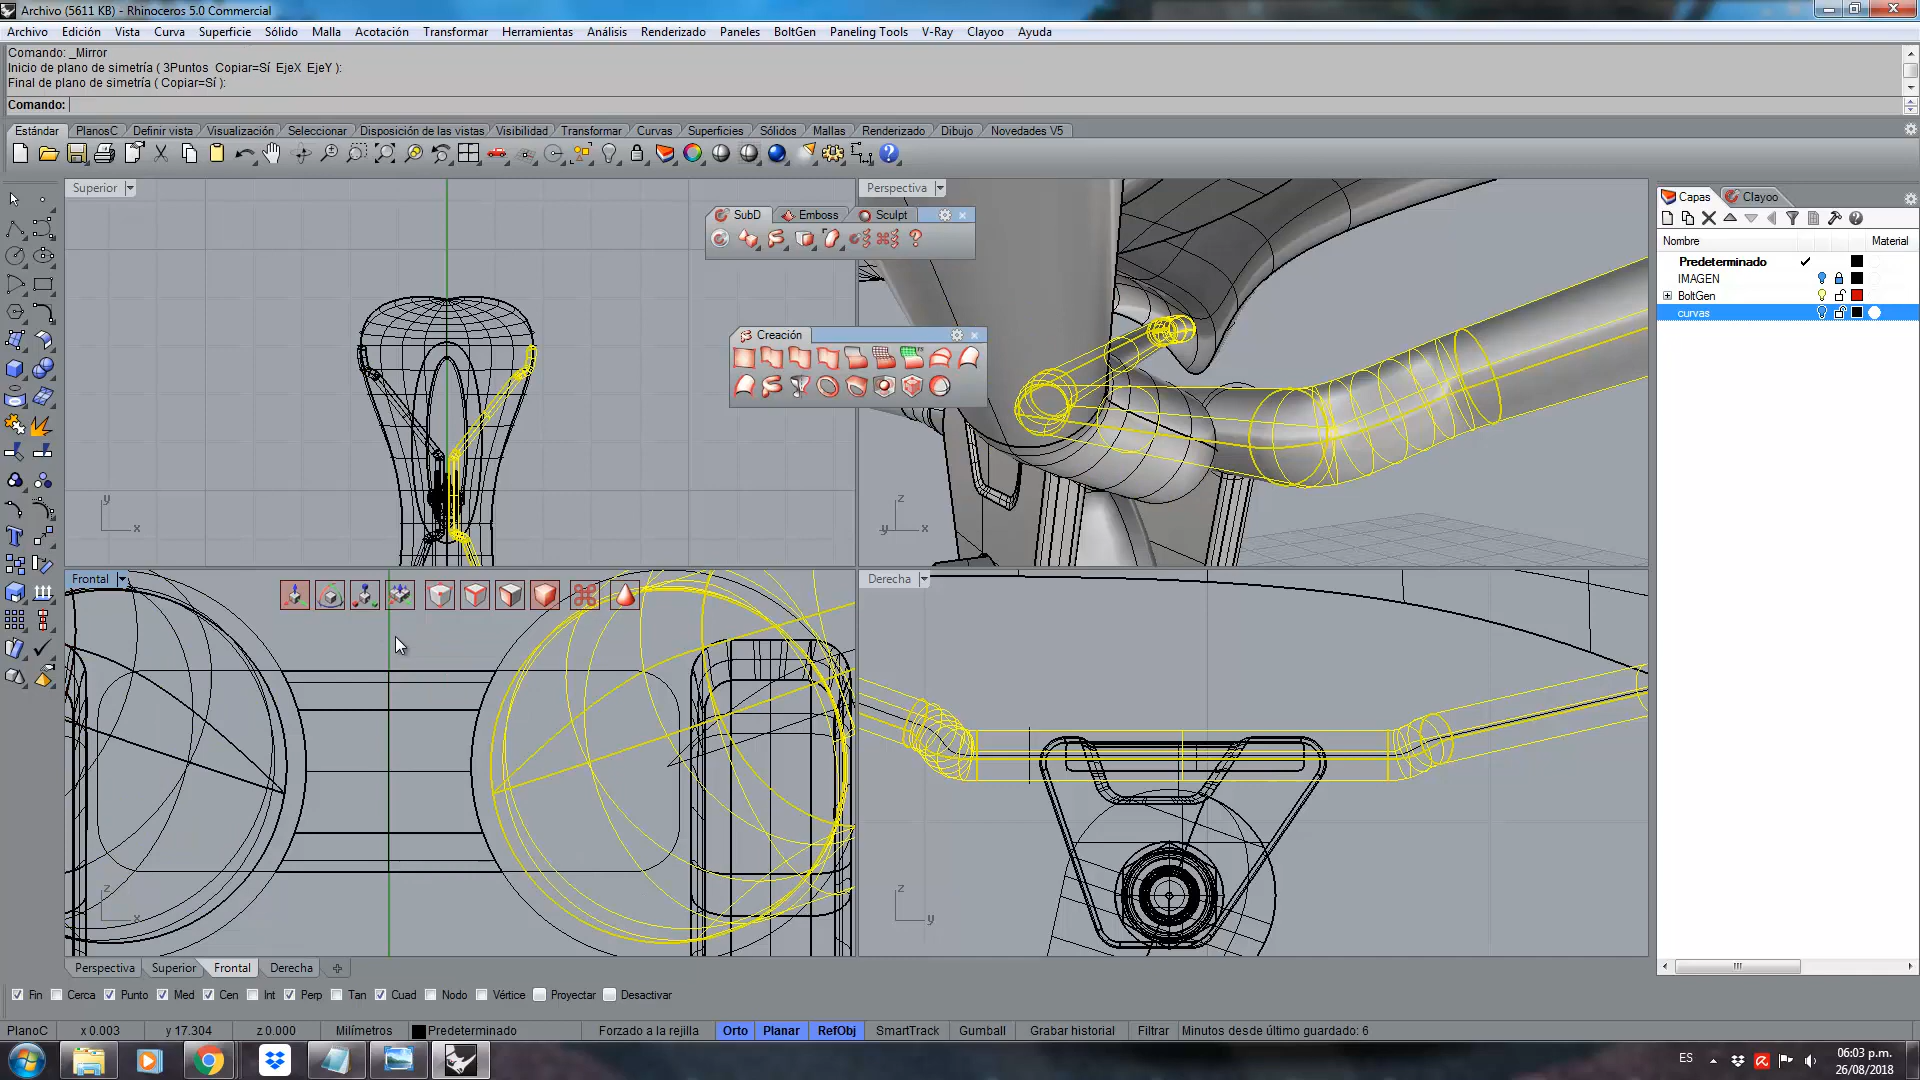 Archivo (5611 KB) - Rhinoceros 5.0 Commercial
Archivo Edición Vista Curva Superficie Sólido Malla Acotación Transformar Herramientas Análisis Renderizado Paneles BoltGen Paneling Tools V-Ray Clayoo Ayuda
Comando: _Mirror
Inicio de plano de simetría ( 3Puntos Copiar=Sí EjeX EjeY ):
Final de plano de simetría ( Copiar=Sí ):
Comando:
Estándar PlanosC Definir vista Visualización Seleccionar Disposición de las vistas Visibilidad Transformar Curvas Superficies Sólidos Mallas Renderizado Dibujo Novedades V5
Superior
Perspectiva
SubD Emboss Sculpt
Creación
Capas Clayoo
Nombre Material
Predeterminado
IMAGEN
BoltGen
curvas
y
x
z
y x
Frontal
Derecha
z
x
z
y
Perspectiva Superior Frontal Derecha
Fin Cerca Punto Med Cen Int Perp Tan Cuad Nodo Vértice Proyectar Desactivar
PlanoC x 0.003 y 17.304 z 0.000 Milímetros Predeterminado Forzado a la rejilla Orto Planar RefObj SmartTrack Gumball Grabar historial Filtrar Minutos desde último guardado: 6
ES
06:03 p.m.
26/08/2018